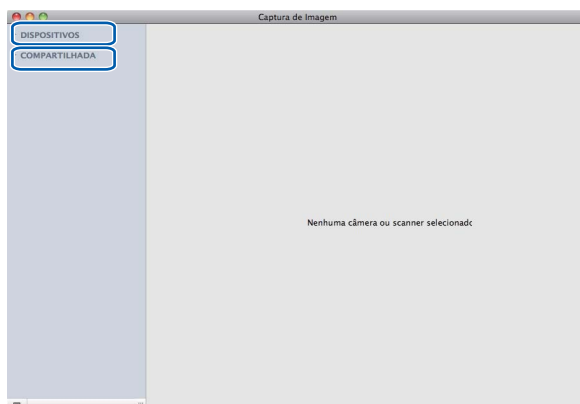 Captura de Imagem
DISPOSITIVOS
COMPARTILHADA
Nenhuma câmera ou scanner selecionado